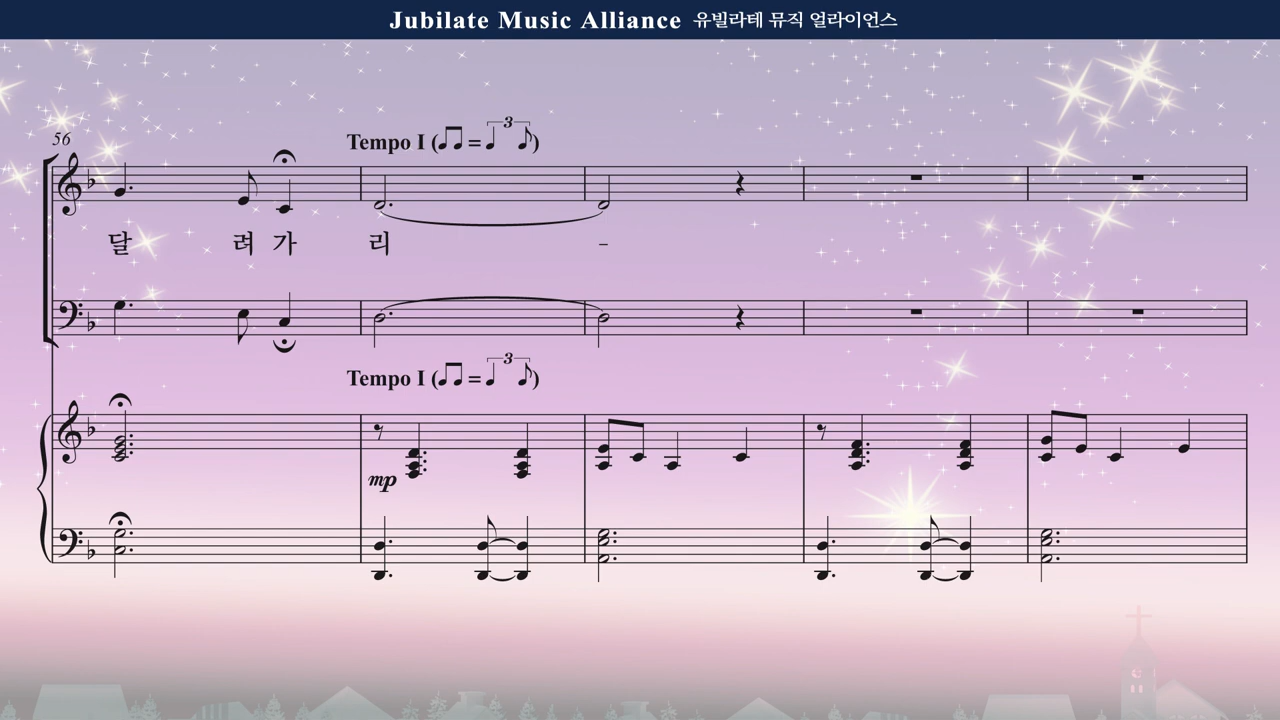 Jubilate Music Alliance 유빌라테 뮤직 얼라이언스
56
Tempo I (♫ = ♩ ♪)
3
달 려 가 리 -
Tempo I (♫ = ♩ ♪)
3
mp